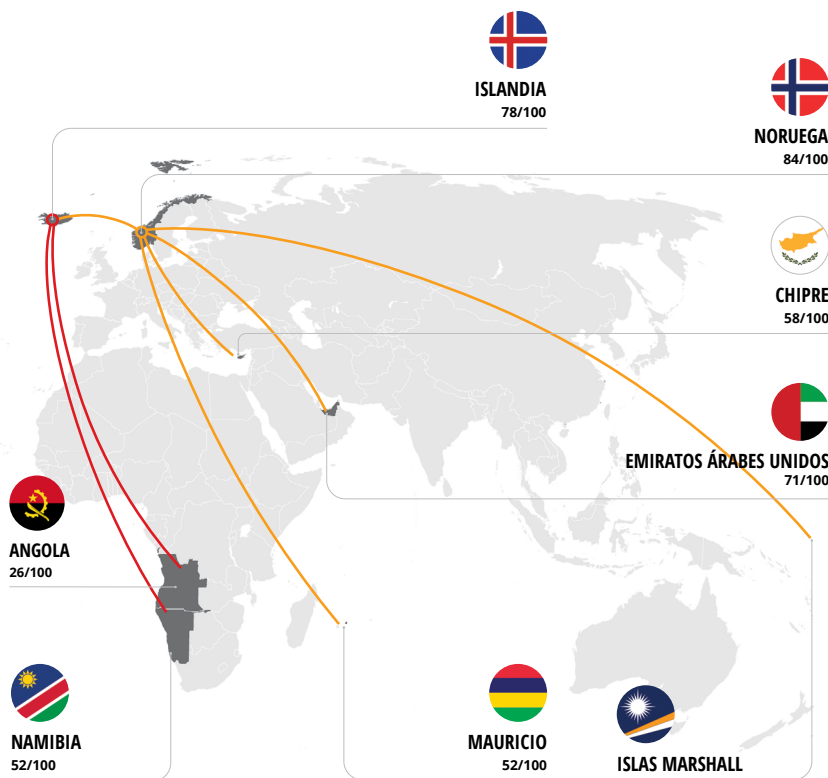 ISLANDIA
78/100
NORUEGA
84/100
CHIPRE
58/100
EMIRATOS ÁRABES UNIDOS
71/100
ANGOLA
26/100
NAMIBIA
52/100
MAURICIO
52/100
ISLAS MARSHALL